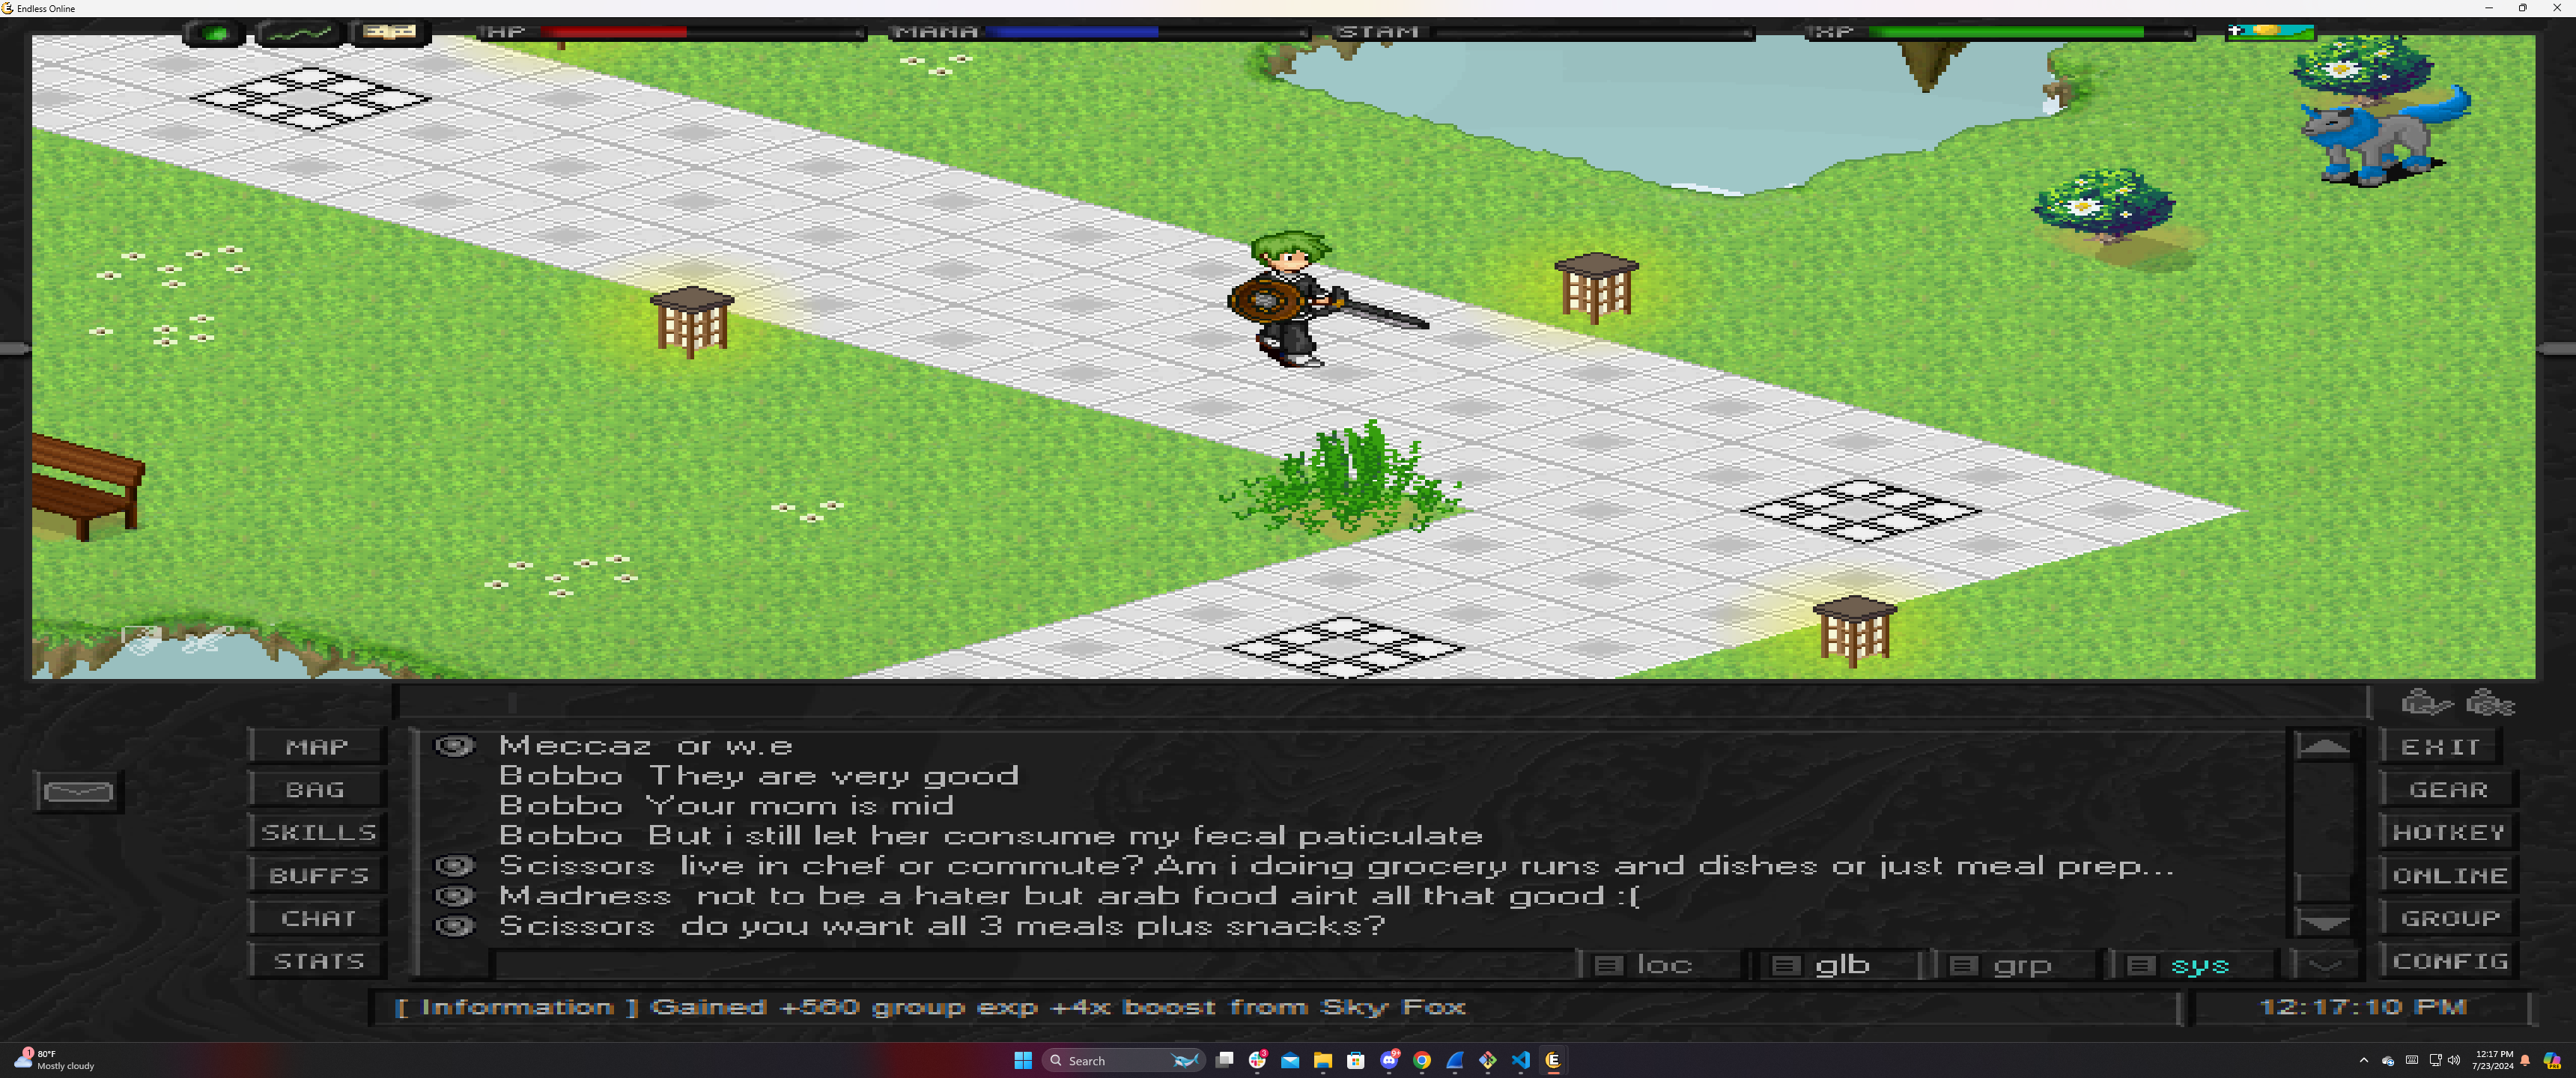 Endless Online
HP
MANA
STAM
XP
MAP
BAG
SKILLS
BUFFS
CHAT
STATS
Meccaz or w.e
Bobbo They are very good
Bobbo Your mom is mid
Bobbo But i still let her consume my fecal paticulate
Scissors live in chef or commute? Am i doing grocery runs and dishes or just meal prep...
Madness not to be a hater but arab food aint all that good :(
Scissors do you want all 3 meals plus snacks?
loc
glb
grp
sys
EXIT
GEAR
HOTKEY
ONLINE
GROUP
CONFIG
[ Information ] Gained +560 group exp +4x boost from Sky Fox
12:17:10 PM
1
80°F
Mostly cloudy
Search
3
9+
12:17 PM
7/23/2024